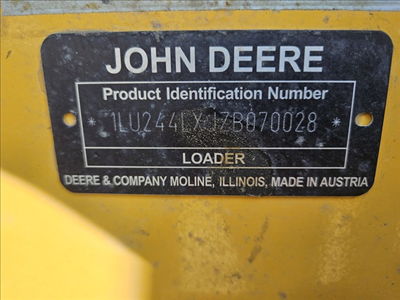 JOHN DEERE
Product Identification Number
* 1LU244LXJZB070028 *
LOADER
DEERE & COMPANY MOLINE, ILLINOIS, MADE IN AUSTRIA